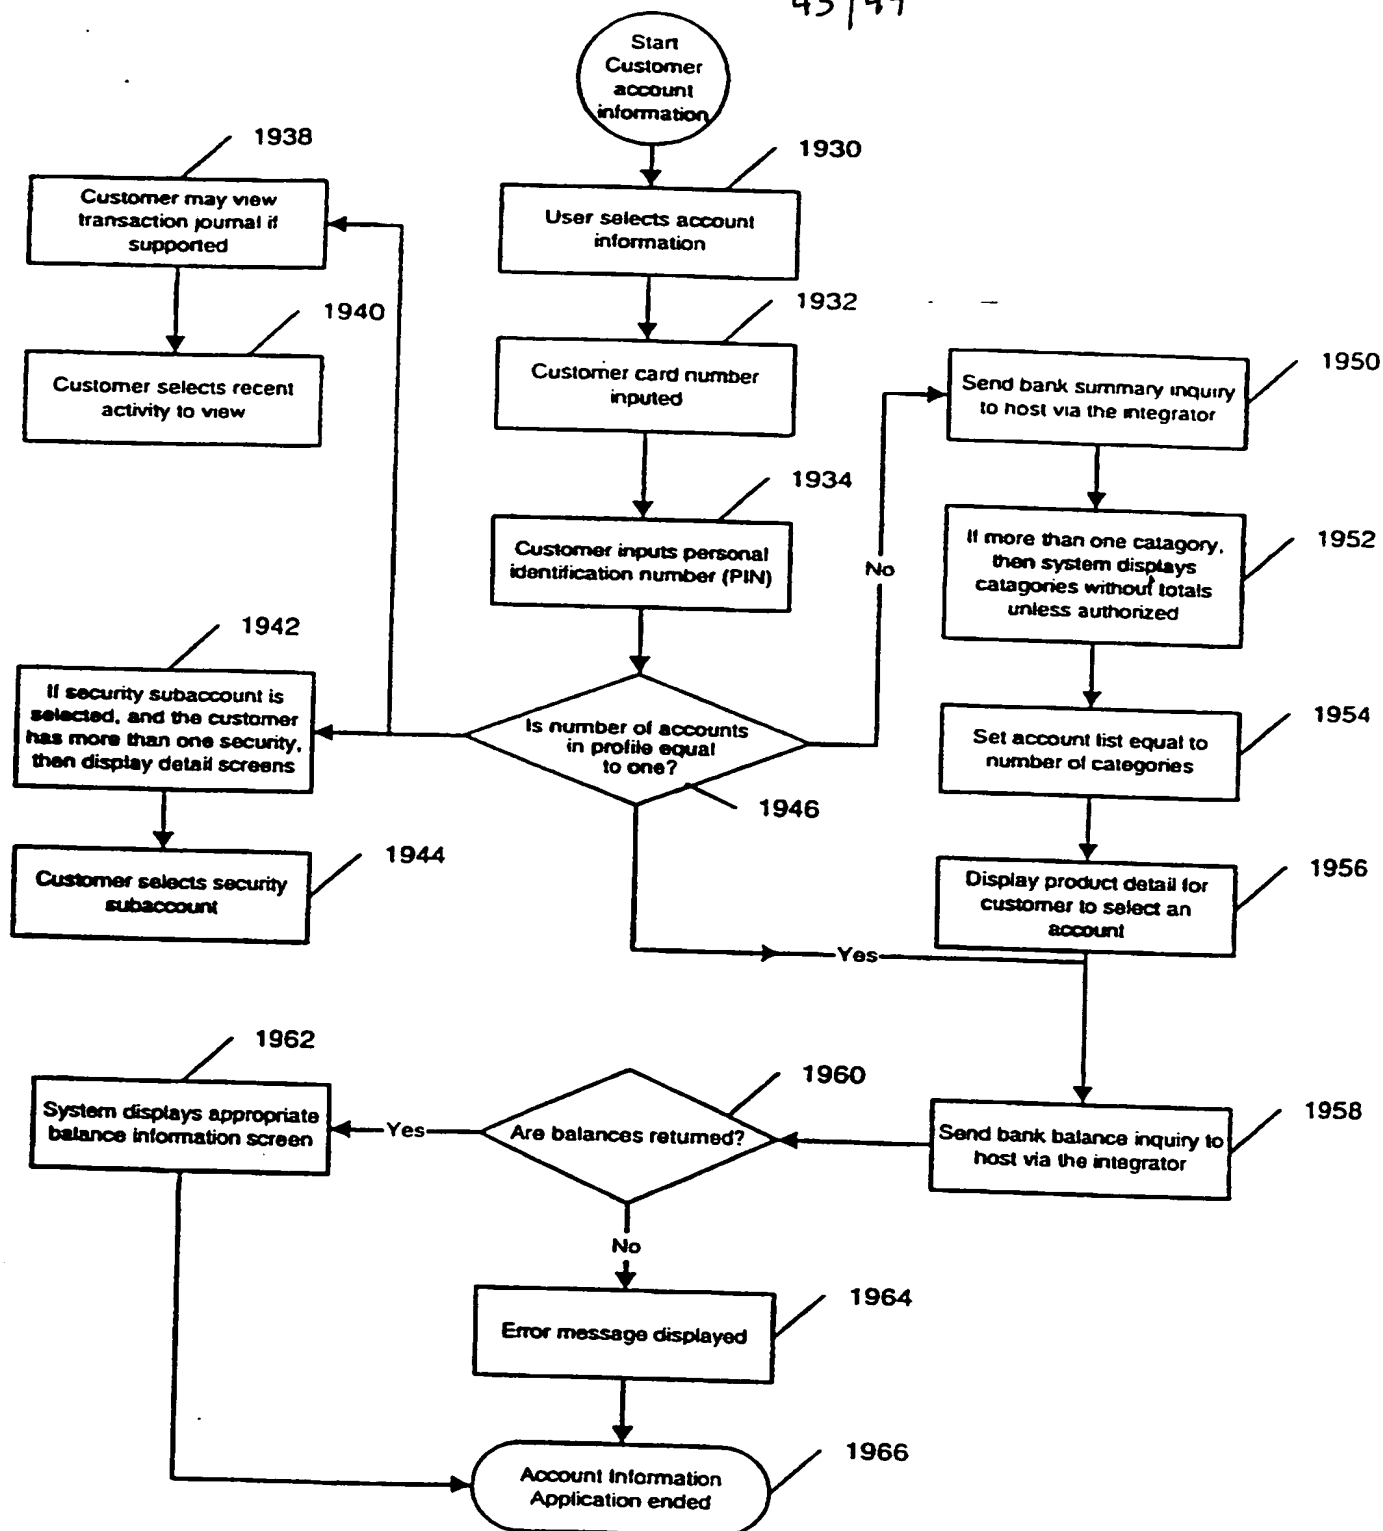 45/49
Start
Customer
account
information
1930
User selects account
information
1932
Customer card number
inputed
1934
Customer inputs personal
identification number (PIN)
1938
Customer may view
transaction journal if
supported
1940
Customer selects recent
activity to view
1942
If security subaccount is
selected, and the customer
has more than one security,
then display detail screens
1944
Customer selects security
subaccount
Is number of accounts
in profile equal
to one?
1946
No
1950
Send bank summary inquiry
to host via the integrator
1952
If more than one catagory,
then system displays
catagories without totals
unless authorized
1954
Set account list equal to
number of categories
1956
Display product detail for
customer to select an
account
Yes
1958
Send bank balance inquiry to
host via the integrator
1960
Are balances returned?
Yes
1962
System displays appropriate
balance information screen
No
1964
Error message displayed
1966
Account Information
Application ended